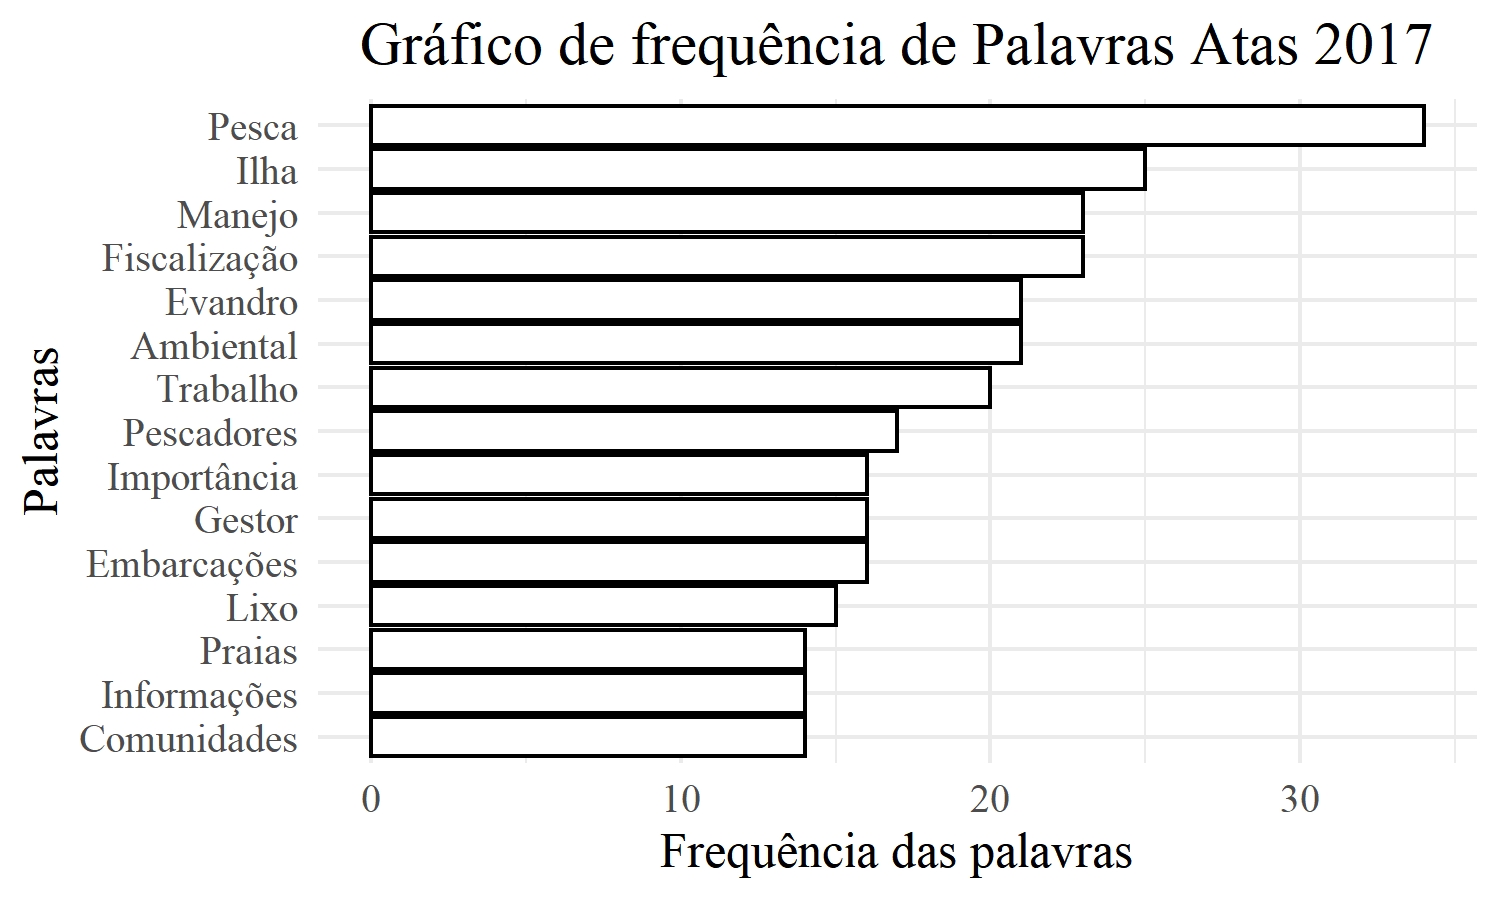 Gráfico de frequência de Palavras Atas 2017
Palavras
Pesca
Ilha
Manejo
Fiscalização
Evandro
Ambiental
Trabalho
Pescadores
Importância
Gestor
Embarcações
Lixo
Praias
Informações
Comunidades
0 10 20 30
Frequência das palavras